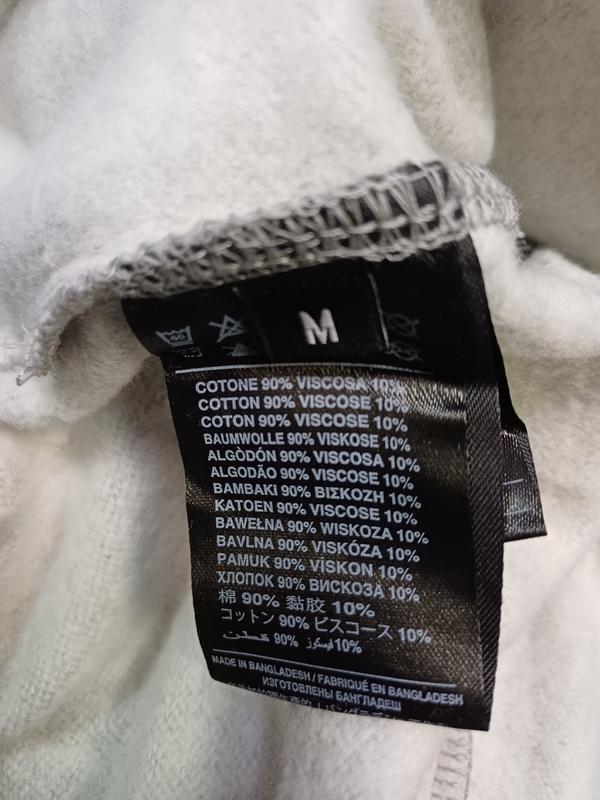 M
COTONE 90% VISCOSA 10%
COTTON 90% VISCOSE 10%
COTON 90% VISCOSE 10%
BAUMWOLLE 90% VISKOSE 10%
ALGÒDÓN 90% VISCOSA 10%
ALGODÃO 90% VISCOSE 10%
BAMBAKI 90% ΒΙΣΚΟΖΗ 10%
KATOEN 90% VISCOSE 10%
BAWEŁNA 90% WISKOZA 10%
BAVLNA 90% VISKÓZA 10%
PAMUK 90% VİSKON 10%
ХЛОПОК 90% ВИСКОЗА 10%
棉 90% 黏胶 10%
コットン 90% ビスコース 10%
قطن 90% فيسكوز 10%
MADE IN BANGLADESH / FABRIQUÉ EN BANGLADESH
ИЗГОТОВЛЕНЫ БАНГЛАДЕШ